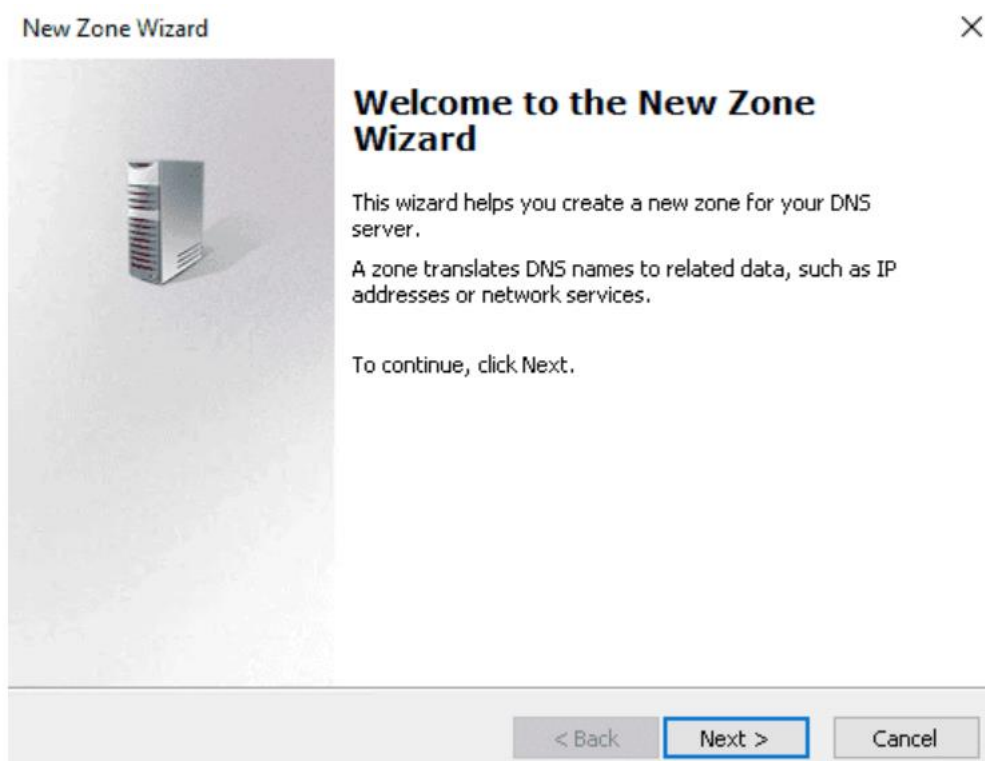 New Zone Wizard
Welcome to the New Zone
Wizard
This wizard helps you create a new zone for your DNS
server.
A zone translates DNS names to related data, such as IP
addresses or network services.
To continue, click Next.
< Back Next > Cancel